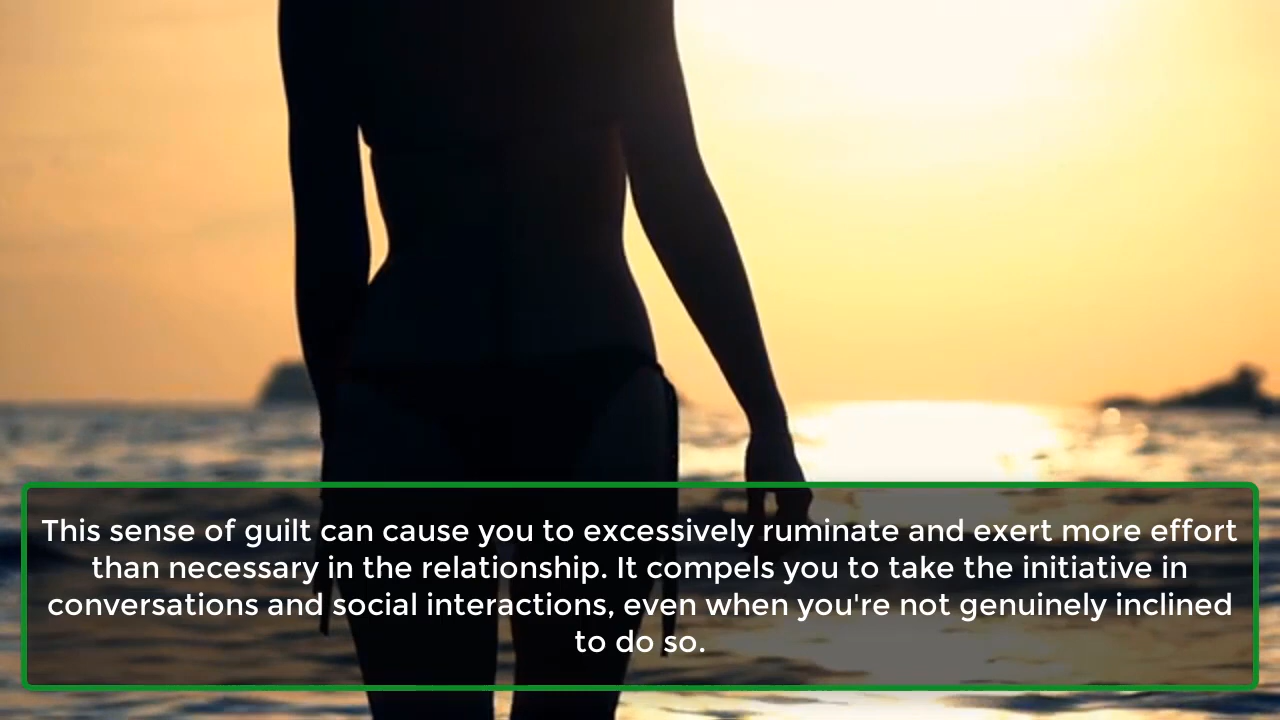 This sense of guilt can cause you to excessively ruminate and exert more effort
than necessary in the relationship. It compels you to take the initiative in
conversations and social interactions, even when you're not genuinely inclined
to do so.